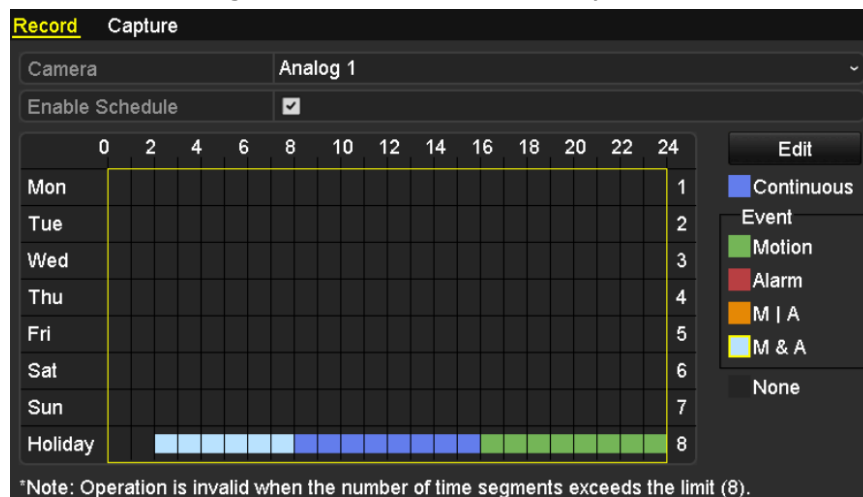 Record Capture
Camera Analog 1
Enable Schedule
0 2 4 6 8 10 12 14 16 18 20 22 24
Edit
Mon 1
Continuous
Tue 2
Event
Wed 3
Motion
Thu 4
Alarm
M | A
Fri 5
M & A
Sat 6
None
Sun 7
Holiday 8
*Note: Operation is invalid when the number of time segments exceeds the limit (8).